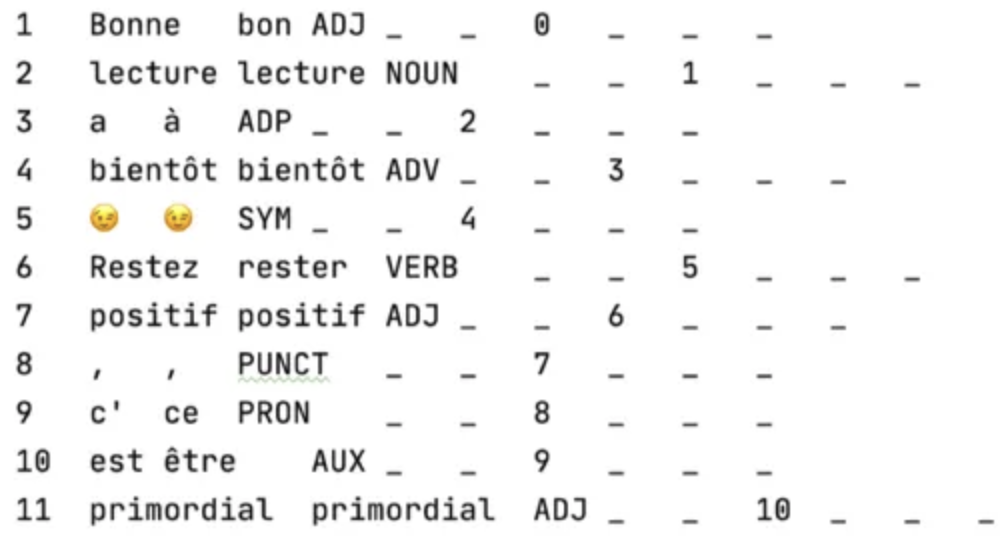 1 Bonne bon ADJ _ _ 0 _ _ _
2 lecture lecture NOUN _ _ 1 _ _ _
3 a à ADP _ _ 2 _ _ _
4 bientôt bientôt ADV _ _ 3 _ _ _
5 😉 😉 SYM _ _ 4 _ _ _
6 Restez rester VERB _ _ 5 _ _ _
7 positif positif ADJ _ _ 6 _ _ _
8 , , PUNCT _ _ 7 _ _ _
9 c' ce PRON _ _ 8 _ _ _
10 est être AUX _ _ 9 _ _ _
11 primordial primordial ADJ _ _ 10 _ _ _